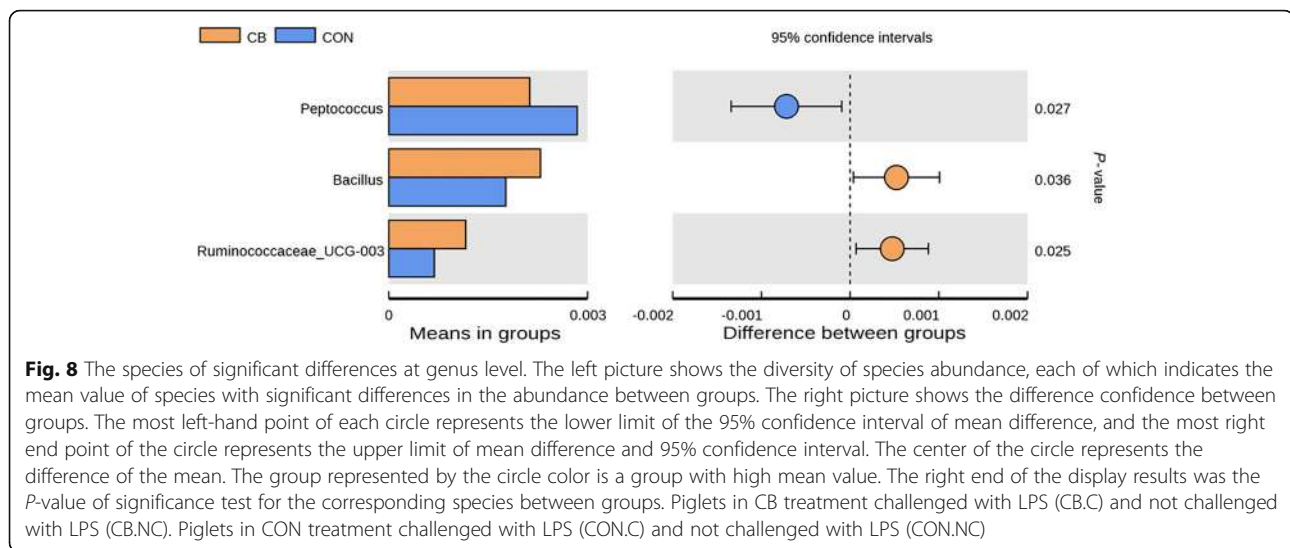 CB CON 95% confidence intervals
Peptococcus 0.027
Bacillus 0.036
Ruminococcaceae_UCG-003 0.025
P-value
0 0.003 -0.002 -0.001 0 0.001 0.002
Means in groups Difference between groups
Fig. 8 The species of significant differences at genus level. The left picture shows the diversity of species abundance, each of which indicates the
mean value of species with significant differences in the abundance between groups. The right picture shows the difference confidence between
groups. The most left-hand point of each circle represents the lower limit of the 95% confidence interval of mean difference, and the most right
end point of the circle represents the upper limit of mean difference and 95% confidence interval. The center of the circle represents the
difference of the mean. The group represented by the circle color is a group with high mean value. The right end of the display results was the
P-value of significance test for the corresponding species between groups. Piglets in CB treatment challenged with LPS (CB.C) and not challenged
with LPS (CB.NC). Piglets in CON treatment challenged with LPS (CON.C) and not challenged with LPS (CON.NC)